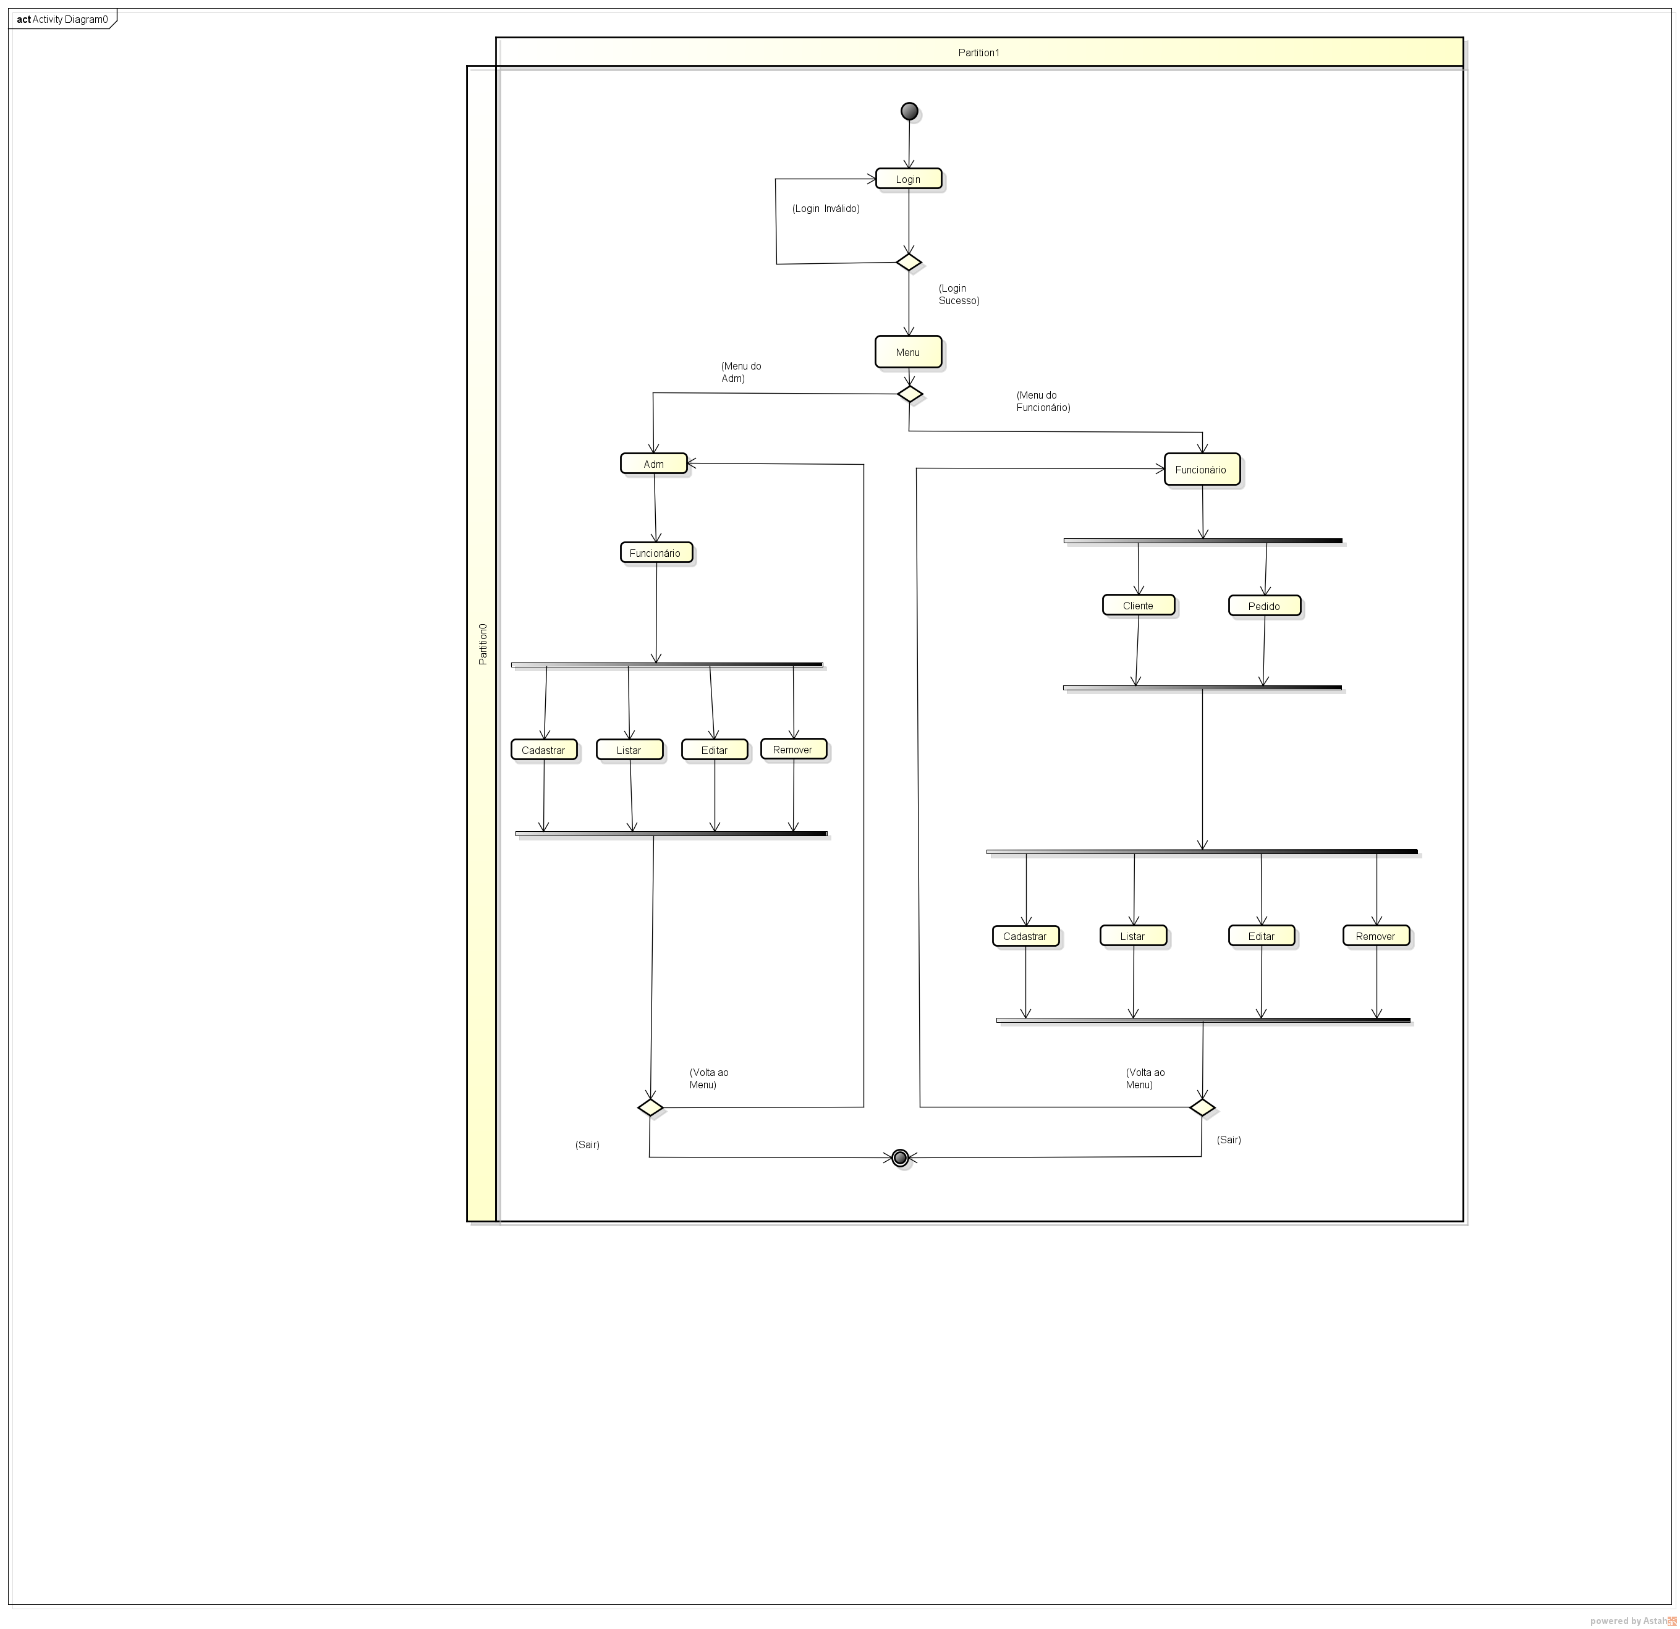 act Activity Diagram0
Partition1
Partition0
Login
(Login Inválido)
(Login
Sucesso)
Menu
(Menu do
Adm)
(Menu do
Funcionário)
Adm
Funcionário
Funcionário
Cliente
Pedido
Cadastrar
Listar
Editar
Remover
Cadastrar
Listar
Editar
Remover
(Volta ao
Menu)
(Volta ao
Menu)
(Sair)
(Sair)
powered by Astah